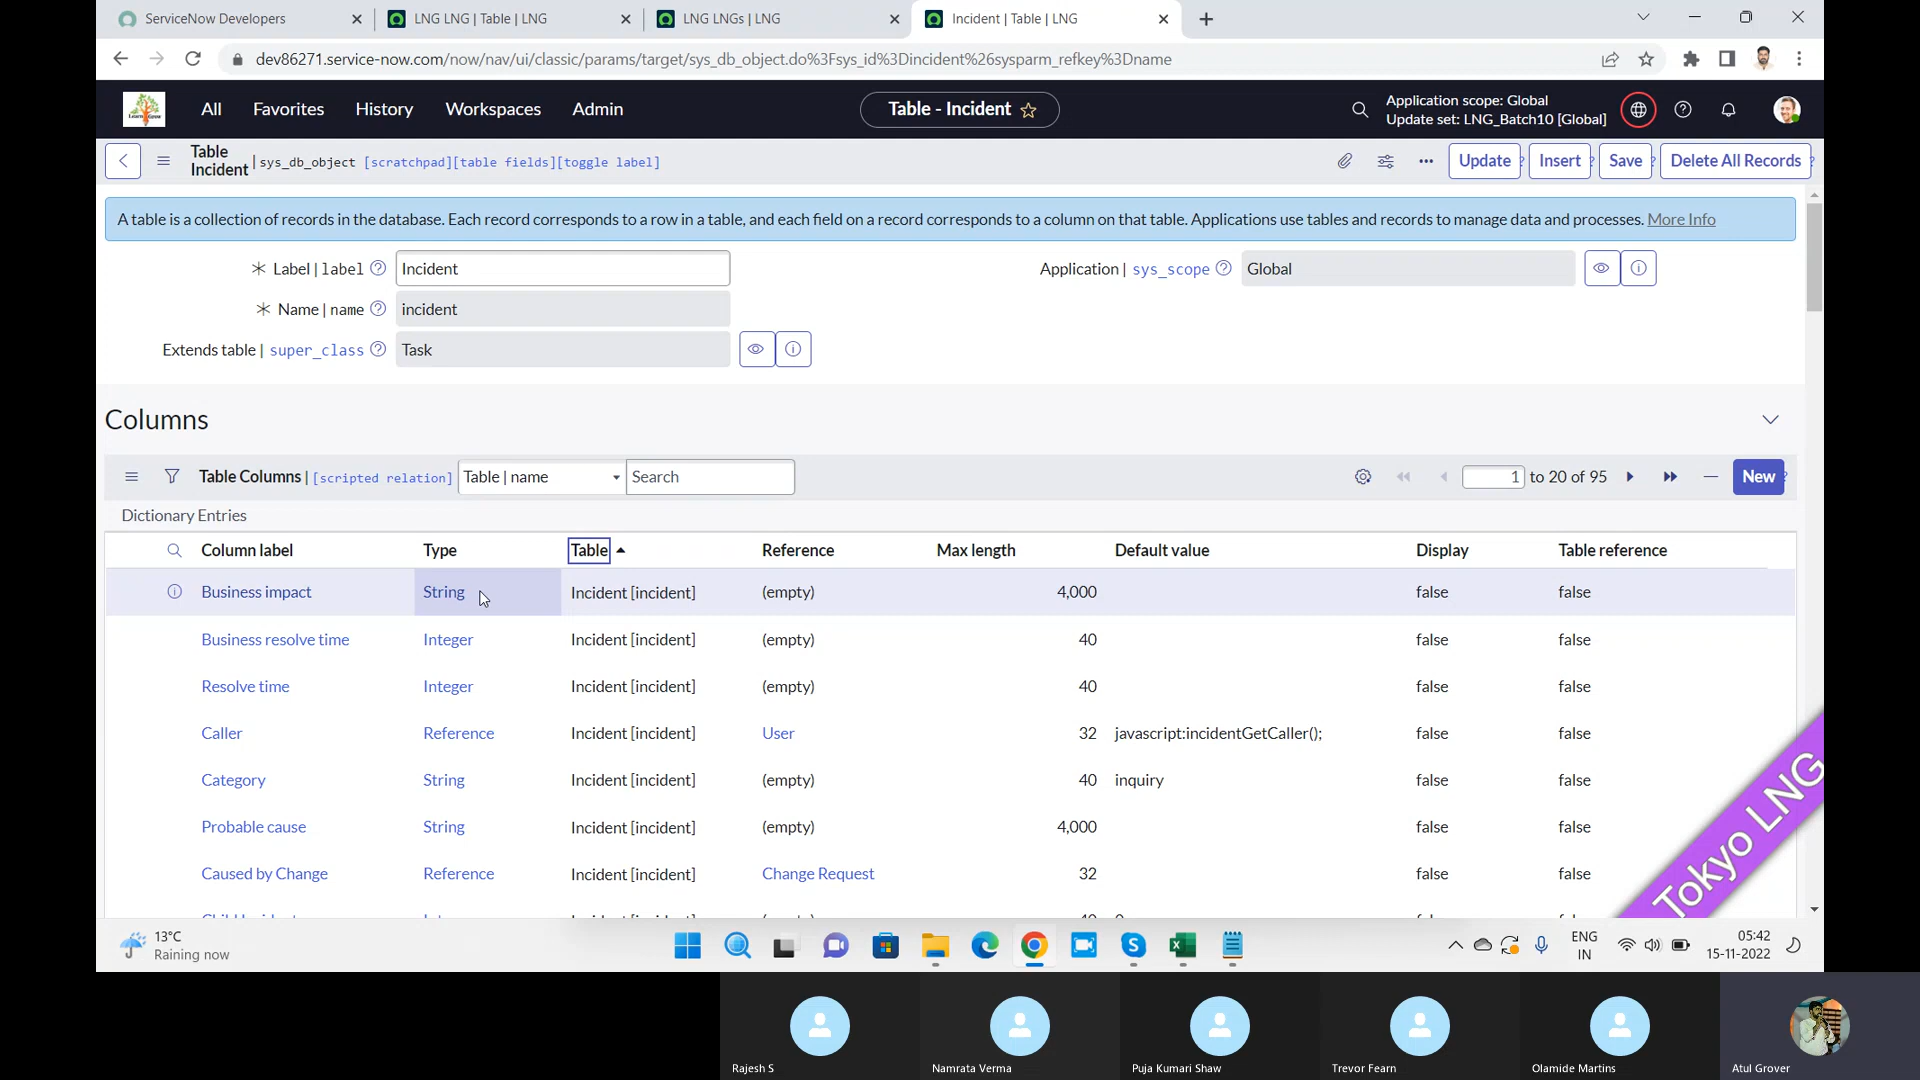 ServiceNow Developers
LNG LNG | Table | LNG
LNG LNGs | LNG
Incident | Table | LNG
dev86271.service-now.com/now/nav/ui/classic/params/target/sys_db_object.do%3Fsys_id%3Dincident%26sysparm_refkey%3Dname
All Favorites History Workspaces Admin
Table - Incident
Application scope: Global
Update set: LNG_Batch10 [Global]
Table
Incident | sys_db_object [scratchpad][table fields][toggle label]
Update Insert Save Delete All Records
A table is a collection of records in the database. Each record corresponds to a row in a table, and each field on a record corresponds to a column on that table. Applications use tables and records to manage data and processes. More Info
Label | label Incident Application | sys_scope Global
Name | name incident
Extends table | super_class Task
Columns
Table Columns | [scripted relation] Table | name Search 1 to 20 of 95 New
Dictionary Entries
Column label Type Table Reference Max length Default value Display Table reference
Business impact String Incident [incident] (empty) 4,000 false false
Business resolve time Integer Incident [incident] (empty) 40 false false
Resolve time Integer Incident [incident] (empty) 40 false false
Caller Reference Incident [incident] User 32 javascript:incidentGetCaller(); false false
Category String Incident [incident] (empty) 40 inquiry false false
Probable cause String Incident [incident] (empty) 4,000 false false
Caused by Change Reference Incident [incident] Change Request 32 false false
Tokyo LNG
13°C
Raining now
ENG
IN
05:42
15-11-2022
Rajesh S
Namrata Verma
Puja Kumari Shaw
Trevor Fearn
Olamide Martins
Atul Grover